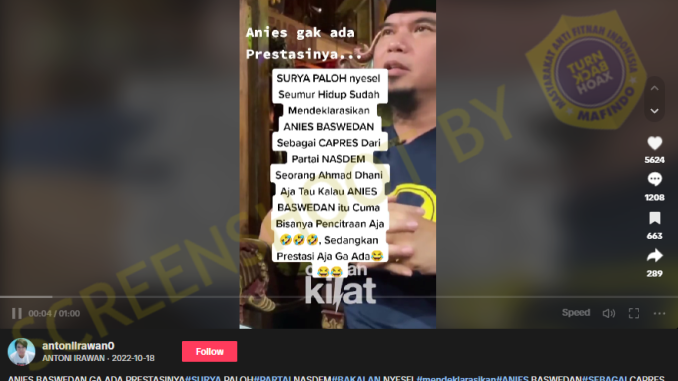 Anies gak ada
Prestasinya...
SURYA PALOH nyesel
Seumur Hidup Sudah
Mendeklarasikan
ANIES BASWEDAN
Sebagai CAPRES Dari
Partai NASDEM
Seorang Ahmad Dhani
Aja Tau Kalau ANIES
BASWEDAN itu Cuma
Bisanya Pencitraan Aja
🤣🤣🤣, Sedangkan
Prestasi Aja Ga Ada😂
😂😂
kilat
MASYARAKAT ANTI FITNAH INDONESIA
TURN
BACK
HOAX
MAFINDO
SCREENSHOOT BY
5624
1208
663
289
00:04 / 01:00
Speed
antoniIrawan0
ANTONI IRAWAN · 2022-10-18
Follow
ANIES BASWEDAN GA ADA PRESTASINYA#SURYA PALOH#PARTAI NASDEM#BAKALAN NYESEL#mendeklarasikan#ANIES BASWEDAN#SEBAGAI CAPRES